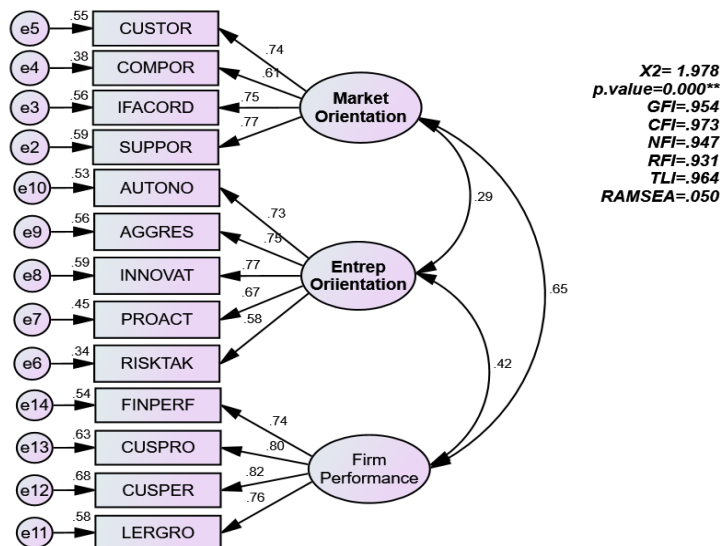 e5 .55 CUSTOR .74
e4 .38 COMPOR .61
e3 .56 IFACORD .75
e2 .59 SUPPOR .77
Market
Orientation
e10 .53 AUTONO .73
e9 .56 AGGRES .75
e8 .59 INNOVAT .77
e7 .45 PROACT .67
e6 .34 RISKTAK .58
Entrep
Oriientation
e14 .54 FINPERF .74
e13 .63 CUSPRO .80
e12 .68 CUSPER .82
e11 .58 LERGRO .76
Firm
Performance
.29
.65
.42
X2= 1.978
p.value=0.000**
GFI=.954
CFI=.973
NFI=.947
RFI=.931
TLI=.964
RAMSEA=.050